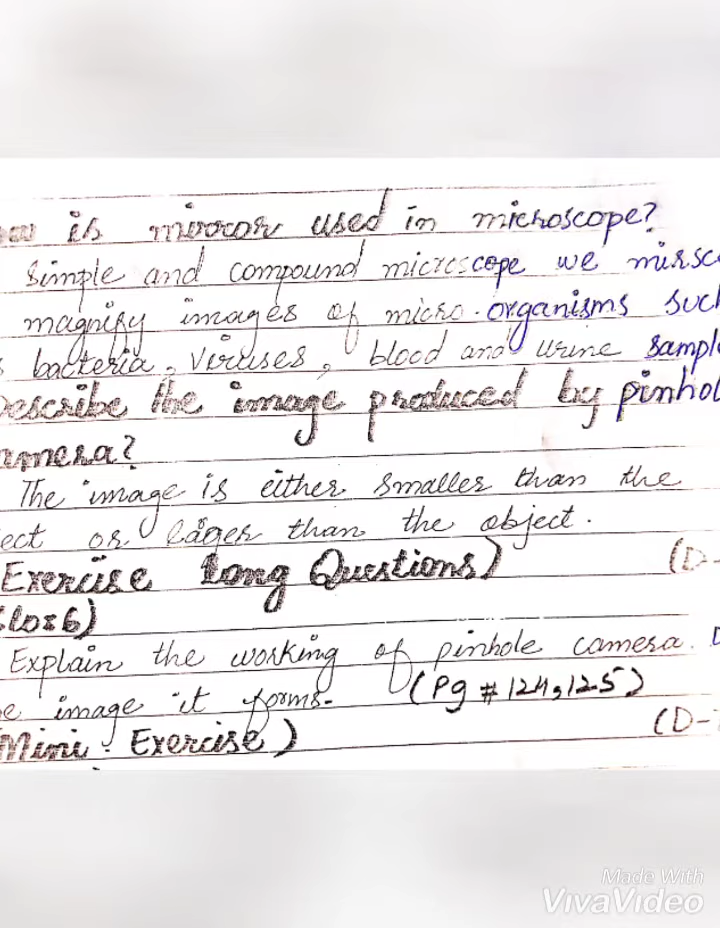 is mirror used in microscope?
Simple and compound microscope we
magnify images of micro-organisms such
bacteria, Viruses, blood and urine sample
Describe the image produced by pinhol
amera?
The image is either smaller than the
ect or lager than the object.
Exercise Long Questions) (D-
6)
Explain the working of pinhole camera. D
e image it forms. (Pg # 124,125)
Mini Exercise) (D-
Made With
VivaVideo